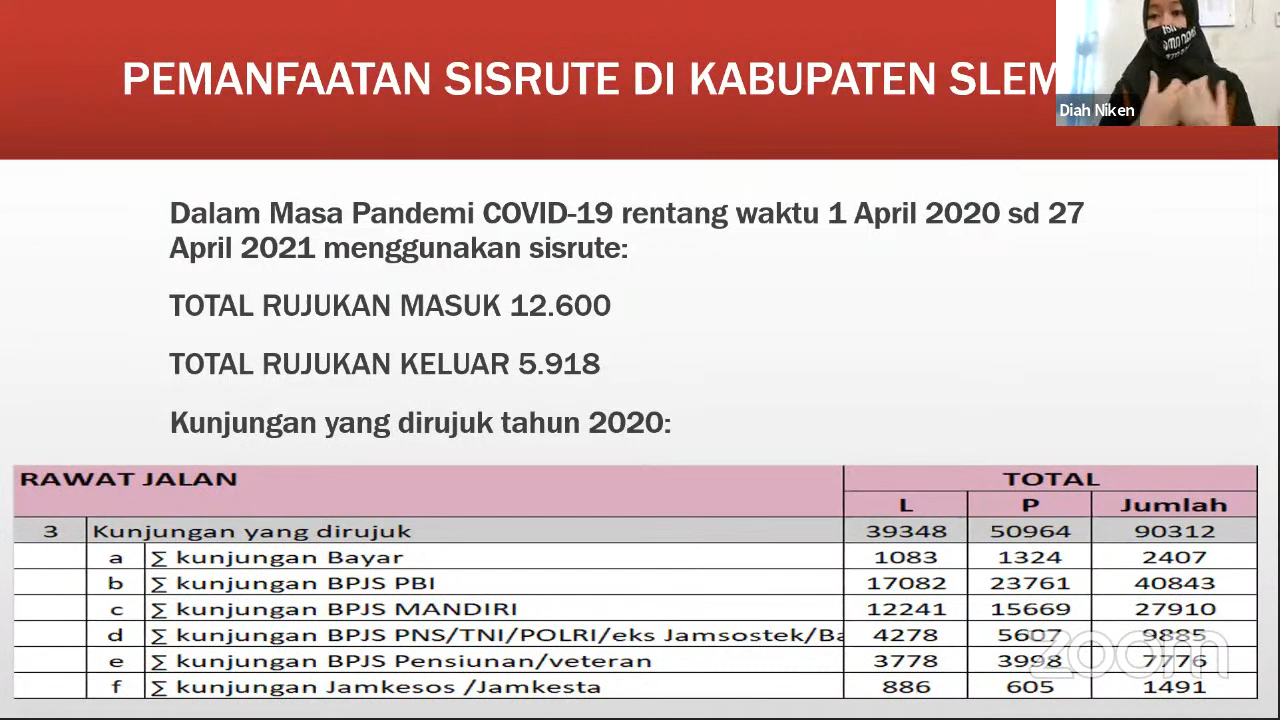 PEMANFAATAN SISRUTE DI KABUPATEN SLEM
Diah Niken
Dalam Masa Pandemi COVID-19 rentang waktu 1 April 2020 sd 27
April 2021 menggunakan sisrute:
TOTAL RUJUKAN MASUK 12.600
TOTAL RUJUKAN KELUAR 5.918
Kunjungan yang dirujuk tahun 2020:
RAWAT JALAN TOTAL
L P Jumlah
3 Kunjungan yang dirujuk 39348 50964 90312
a ∑ kunjungan Bayar 1083 1324 2407
b ∑ kunjungan BPJS PBI 17082 23761 40843
c ∑ kunjungan BPJS MANDIRI 12241 15669 27910
d ∑ kunjungan BPJS PNS/TNI/POLRI/eks Jamsostek/Ba 4278 5607 9885
e ∑ kunjungan BPJS Pensiunan/veteran 3778 3998 7776
f ∑ kunjungan Jamkesos /Jamkesta 886 605 1491
zoom